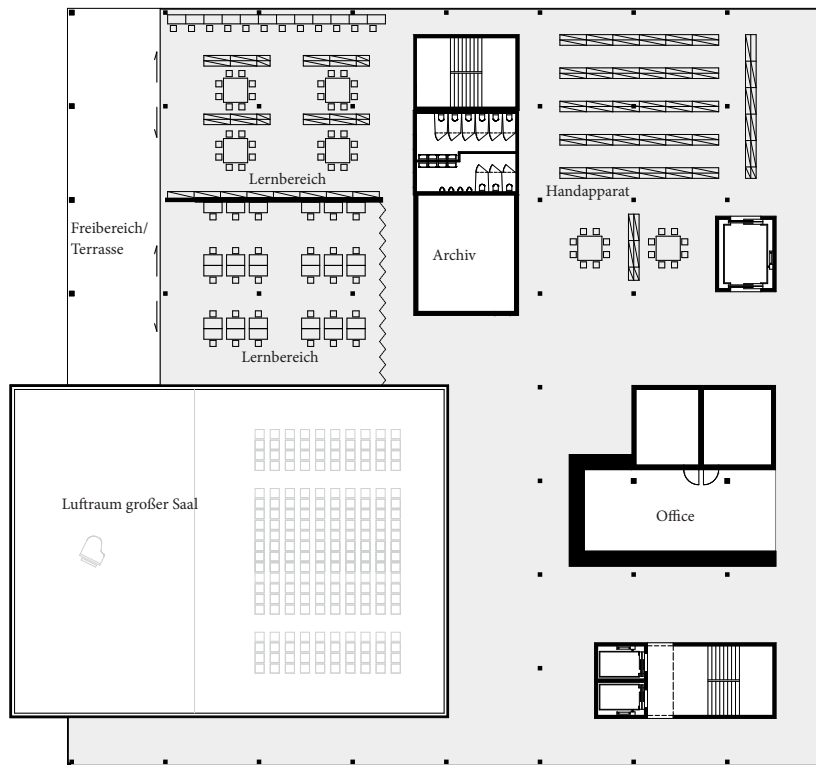 Lernbereich
Handapparat
Freibereich/
Terrasse
Archiv
Lernbereich
Luftraum großer Saal
Office